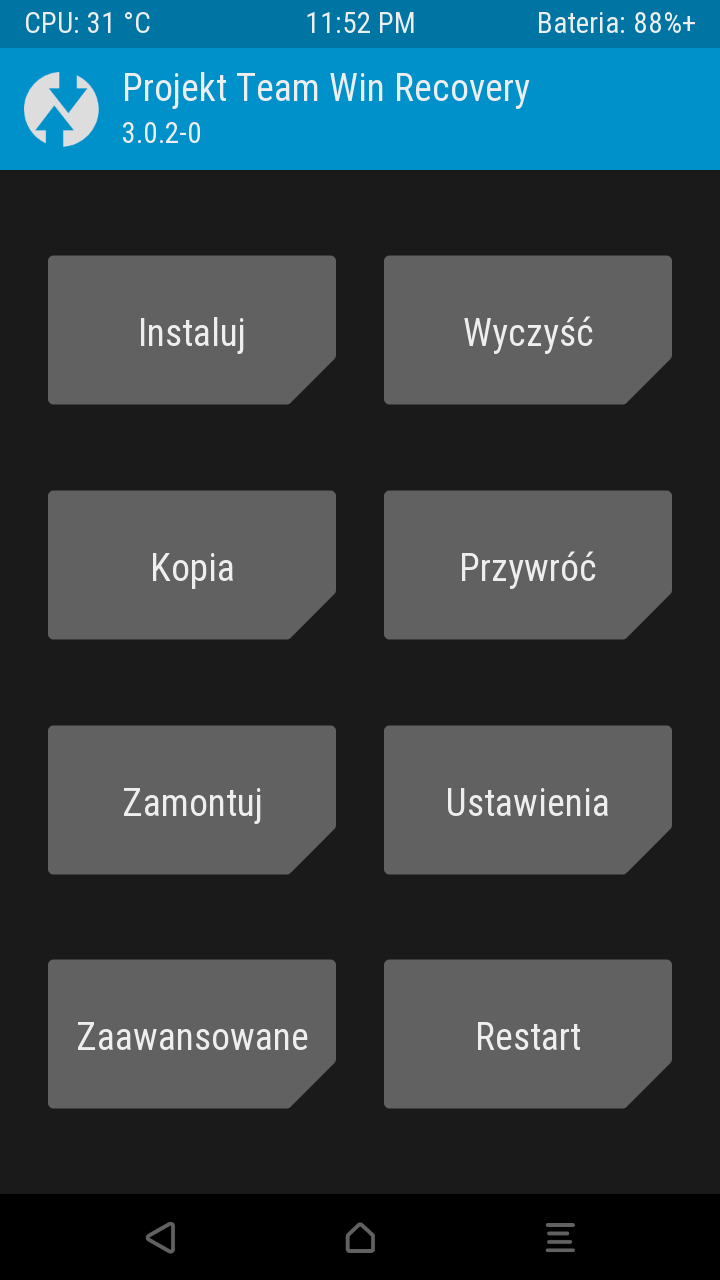 CPU: 31 °C 11:52 PM Bateria: 88%+
Projekt Team Win Recovery
3.0.2-0
Instaluj Wyczyść
Kopia Przywróć
Zamontuj Ustawienia
Zaawansowane Restart